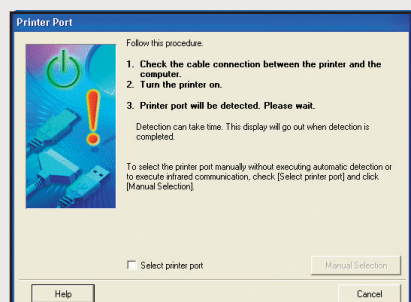 Printer Port
Follow this procedure.
1. Check the cable connection between the printer and the
computer.
2. Turn the printer on.
3. Printer port will be detected. Please wait.
Detection can take time. This display will go out when detection is
completed.
To select the printer port manually without executing automatic detection or
to execute infrared communication, check [Select printer port] and click
[Manual Selection].
Select printer port
Manual Selection
Help
Cancel